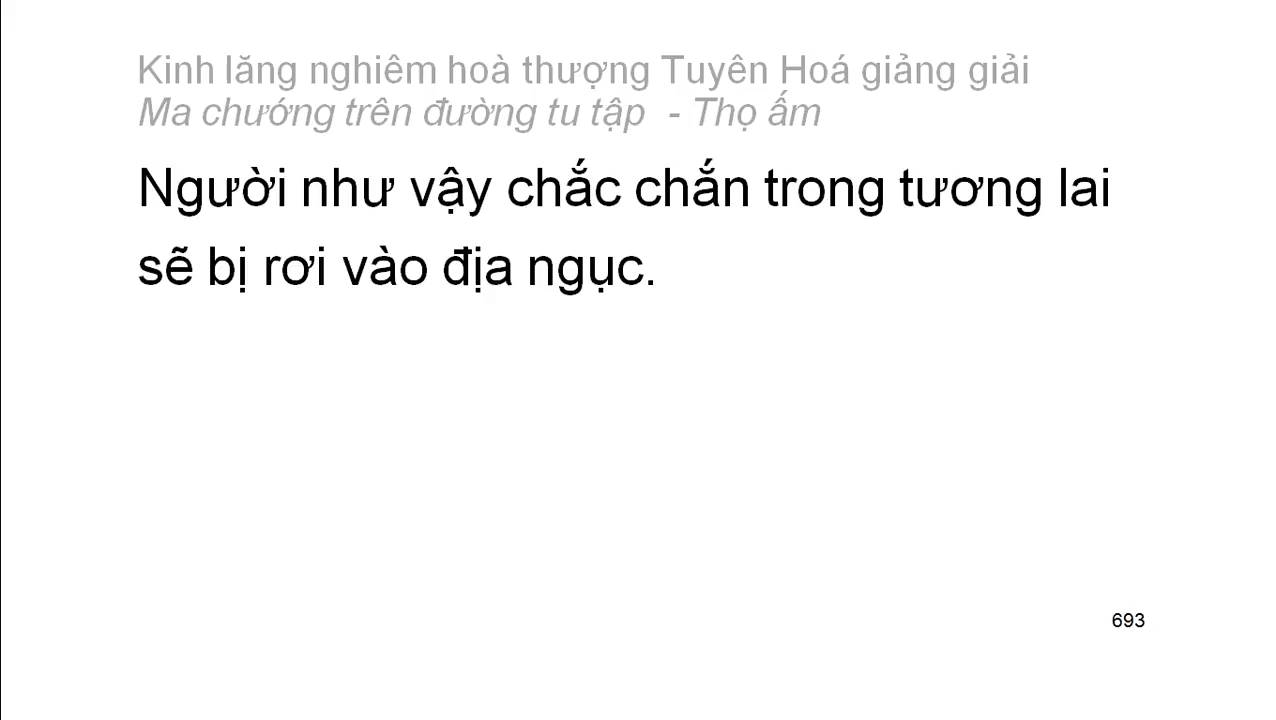 Kinh lăng nghiêm hoà thượng Tuyên Hoá giảng giải
Ma chướng trên đường tu tập - Thọ ấm
Người như vậy chắc chắn trong tương lai
sẽ bị rơi vào địa ngục.
693